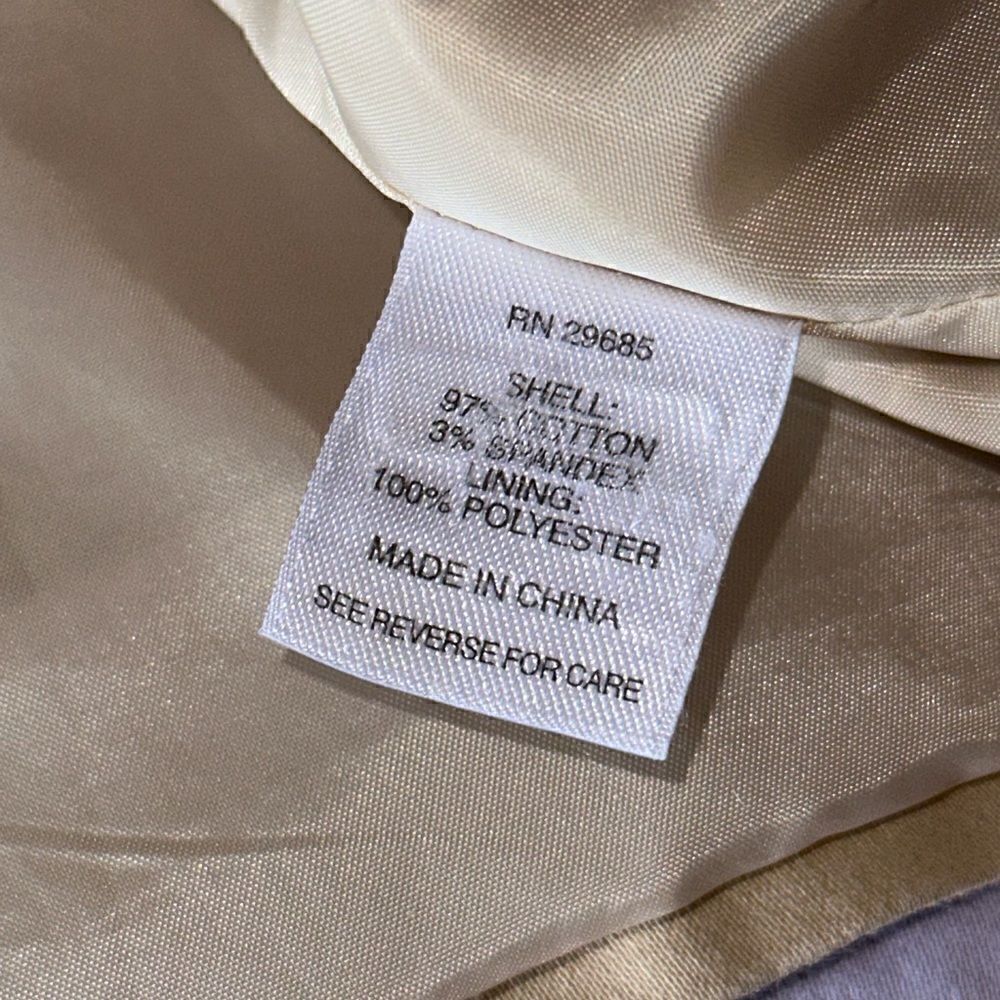 RN 29685
SHELL:
97% COTTON
3% SPANDEX
LINING:
100% POLYESTER
MADE IN CHINA
SEE REVERSE FOR CARE